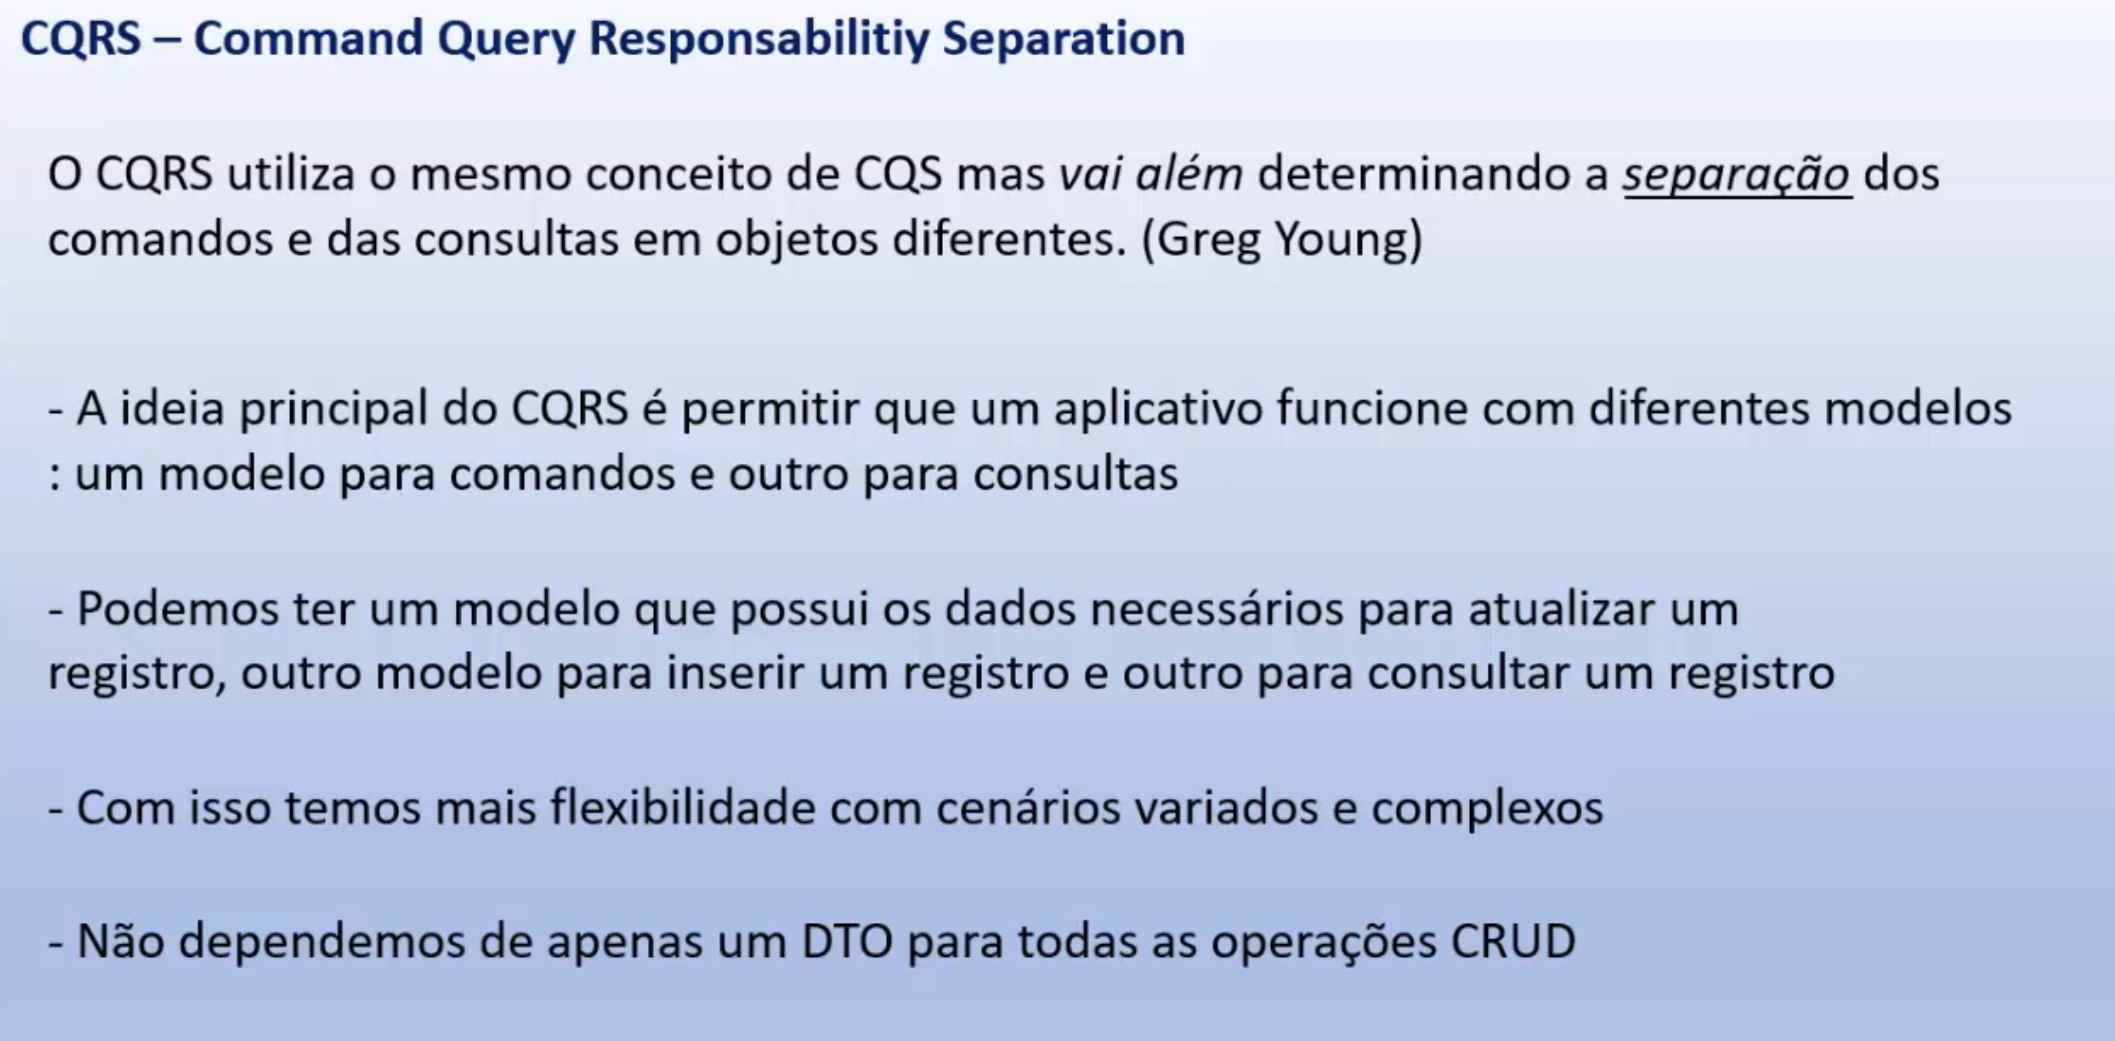 CQRS – Command Query Responsabilitiy Separation
O CQRS utiliza o mesmo conceito de CQS mas vai além determinando a separação dos
comandos e das consultas em objetos diferentes. (Greg Young)
- A ideia principal do CQRS é permitir que um aplicativo funcione com diferentes modelos
: um modelo para comandos e outro para consultas
- Podemos ter um modelo que possui os dados necessários para atualizar um
registro, outro modelo para inserir um registro e outro para consultar um registro
- Com isso temos mais flexibilidade com cenários variados e complexos
- Não dependemos de apenas um DTO para todas as operações CRUD